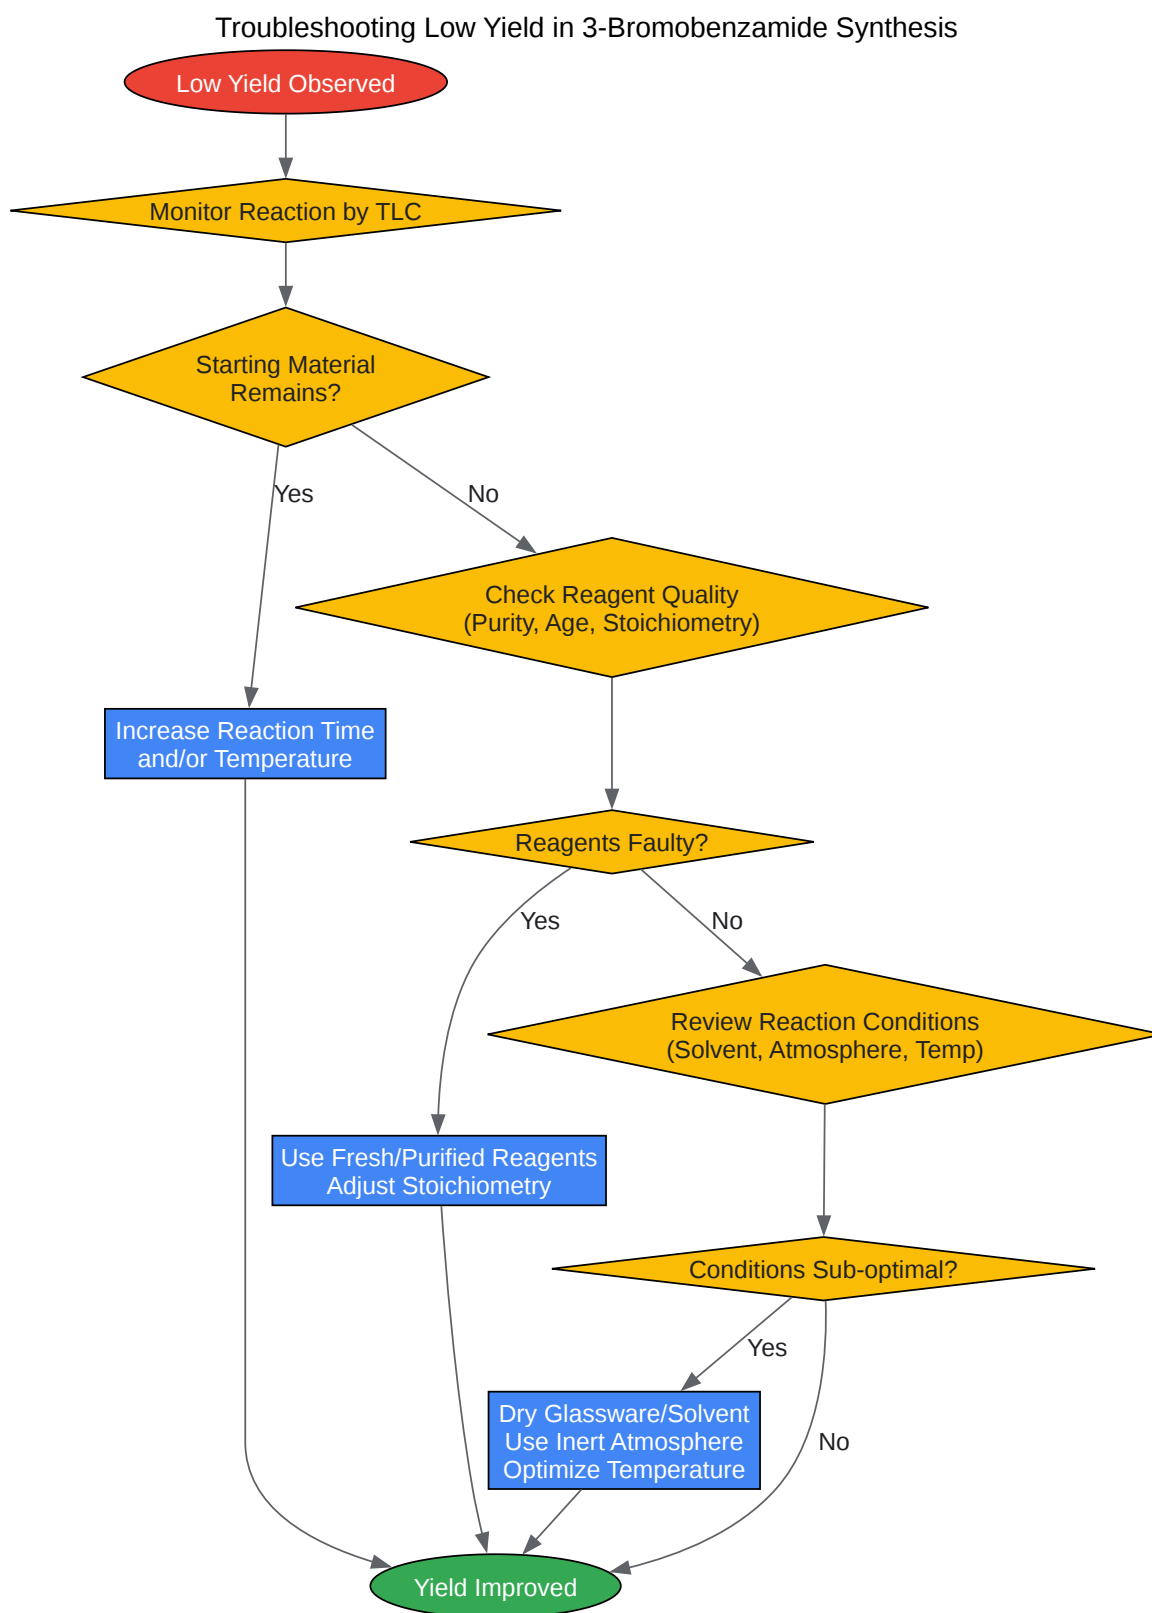 Troubleshooting Low Yield in 3-Bromobenzamide Synthesis
Low Yield Observed
Monitor Reaction by TLC
Starting Material
Remains?
Yes
No
Check Reagent Quality
(Purity, Age, Stoichiometry)
Increase Reaction Time
and/or Temperature
Reagents Faulty?
Yes
No
Review Reaction Conditions
(Solvent, Atmosphere, Temp)
Use Fresh/Purified Reagents
Adjust Stoichiometry
Conditions Sub-optimal?
Yes
No
Dry Glassware/Solvent
Use Inert Atmosphere
Optimize Temperature
Yield Improved